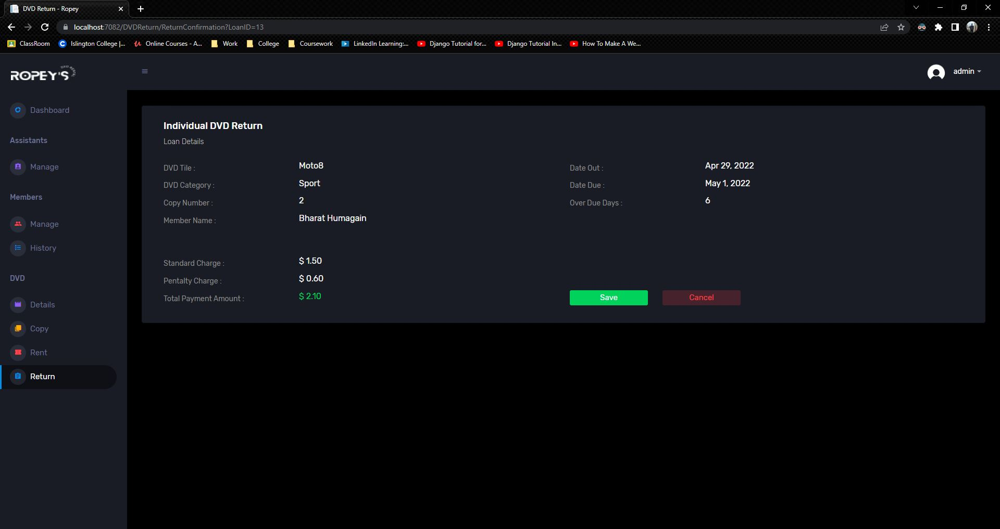 DVD Return - Ropey
localhost:7082/DVDReturn/ReturnConfirmation?LoanID=13
ClassRoom Islington College |... Online Courses - A... Work College Coursework LinkedIn Learning:... Django Tutorial for... Django Tutorial In... How To Make A We...
ROPEY'S
admin
Dashboard
Assistants
Manage
Members
Manage
History
DVD
Details
Copy
Rent
Return
Individual DVD Return
Loan Details
DVD Tile : Moto8 Date Out : Apr 29, 2022
DVD Category : Sport Date Due : May 1, 2022
Copy Number : 2 Over Due Days : 6
Member Name : Bharat Humagain
Standard Charge : $ 1.50
Pentalty Charge : $ 0.60
Total Payment Amount : $ 2.10
Save Cancel